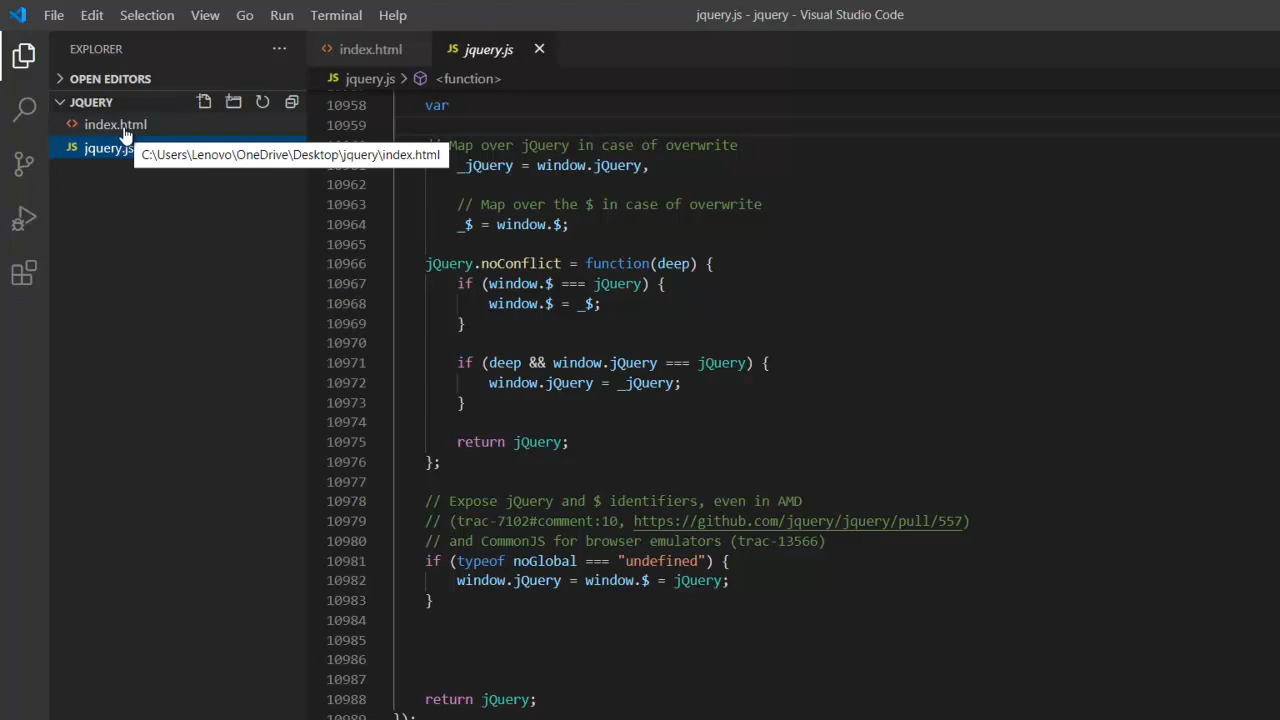 File Edit Selection View Go Run Terminal Help
jquery.js - jquery - Visual Studio Code
EXPLORER ···
OPEN EDITORS
JQUERY
index.html
JS jquery.js
C:\Users\Lenovo\OneDrive\Desktop\jquery\index.html
index.html
JS jquery.js
JS jquery.js > <function>
10958 var
10959
Map over jQuery in case of overwrite
_jQuery = window.jQuery,
10962
10963 // Map over the $ in case of overwrite
10964 _$ = window.$;
10965
10966 jQuery.noConflict = function(deep) {
10967 if (window.$ === jQuery) {
10968 window.$ = _$;
10969 }
10970
10971 if (deep && window.jQuery === jQuery) {
10972 window.jQuery = _jQuery;
10973 }
10974
10975 return jQuery;
10976 };
10977
10978 // Expose jQuery and $ identifiers, even in AMD
10979 // (trac-7102#comment:10, https://github.com/jquery/jquery/pull/557)
10980 // and CommonJS for browser emulators (trac-13566)
10981 if (typeof noGlobal === "undefined") {
10982 window.jQuery = window.$ = jQuery;
10983 }
10984
10985
10986
10987
10988 return jQuery;
10989 });